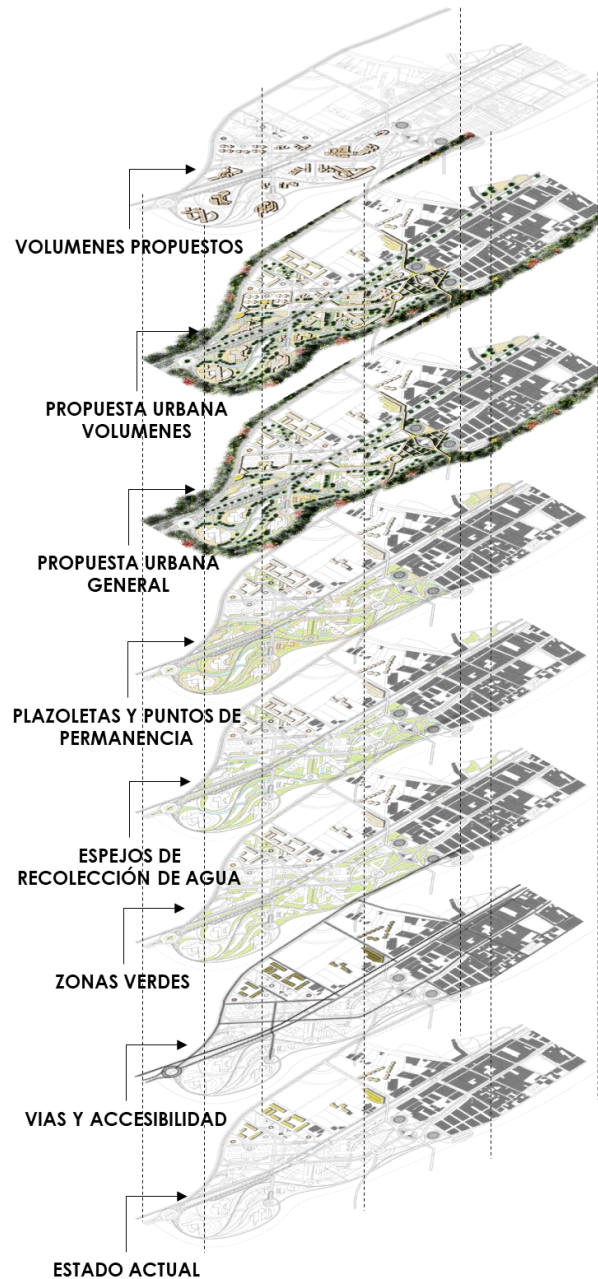 VOLUMENES PROPUESTOS
PROPUESTA URBANA
VOLUMENES
PROPUESTA URBANA
GENERAL
PLAZOLETAS Y PUNTOS DE
PERMANENCIA
ESPEJOS DE
RECOLECCIÓN DE AGUA
ZONAS VERDES
VIAS Y ACCESIBILIDAD
ESTADO ACTUAL